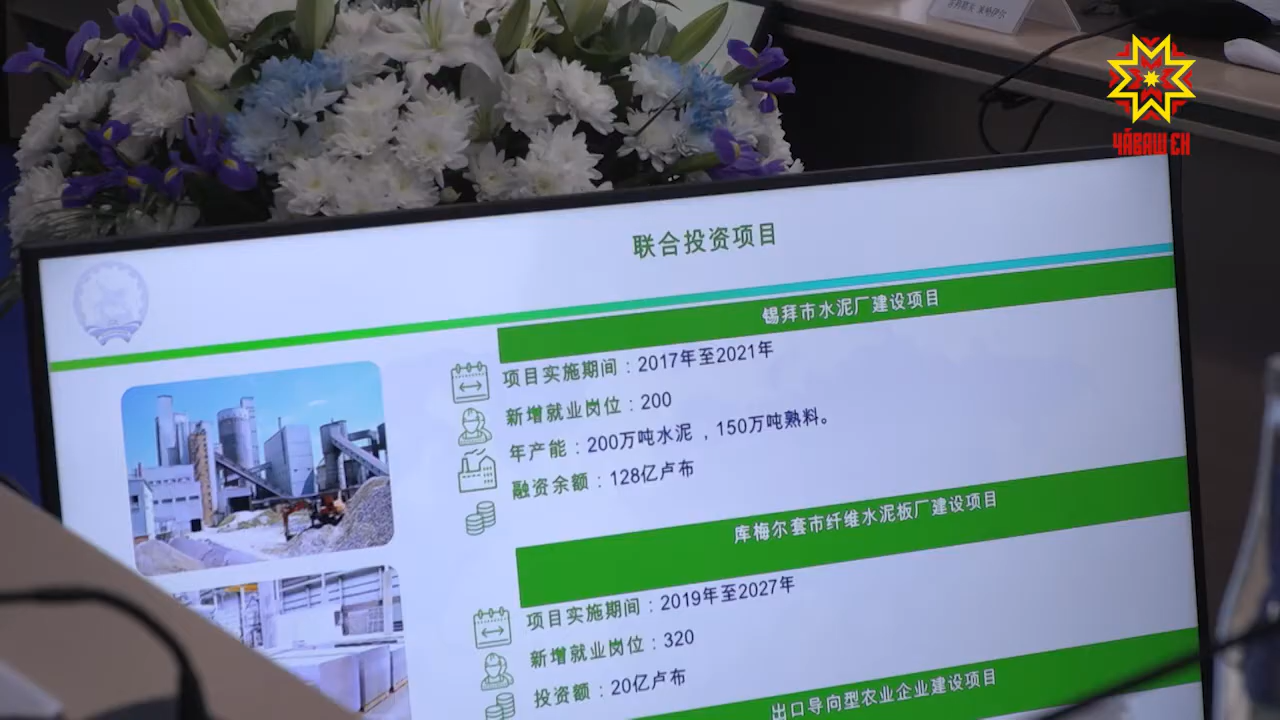 ЧӐВАШ ЕН
联合投资项目
锡拜市水泥厂建设项目
项目实施期间：2017年至2021年
新增就业岗位：200
年产能：200万吨水泥，150万吨熟料。
融资余额：128亿卢布
库梅尔套市纤维水泥板厂建设项目
项目实施期间：2019年至2027年
新增就业岗位：320
投资额：20亿卢布
出口导向型农业企业建设项目